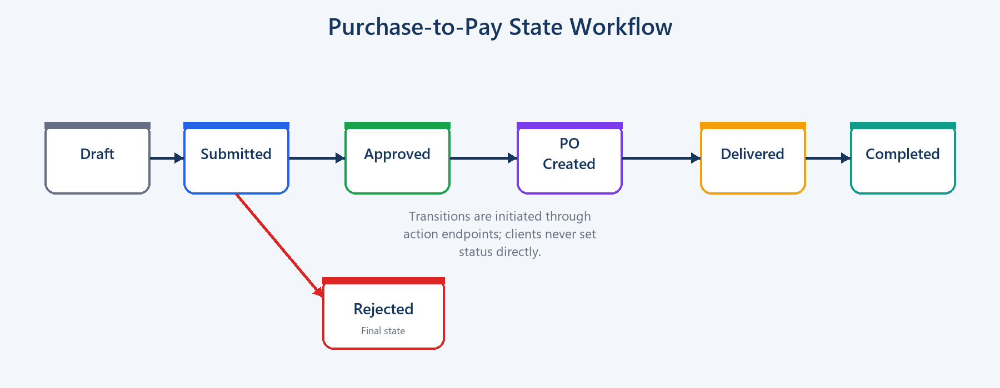 Purchase-to-Pay State Workflow
Draft
Submitted
Approved
PO
Created
Delivered
Completed
Transitions are initiated through
action endpoints; clients never set
status directly.
Rejected
Final state